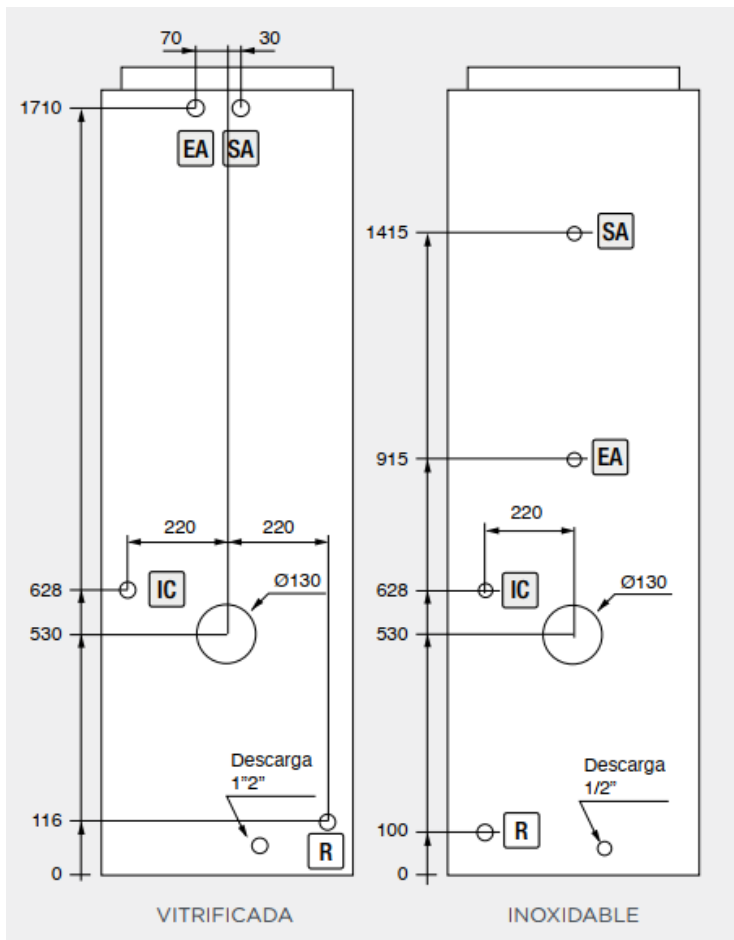 70
30
1710
EA
SA
220
220
628
IC
Ø130
530
Descarga
1”2”
116
R
0
VITRIFICADA
1415
SA
915
EA
220
628
IC
Ø130
530
Descarga
1/2”
100
R
0
INOXIDABLE